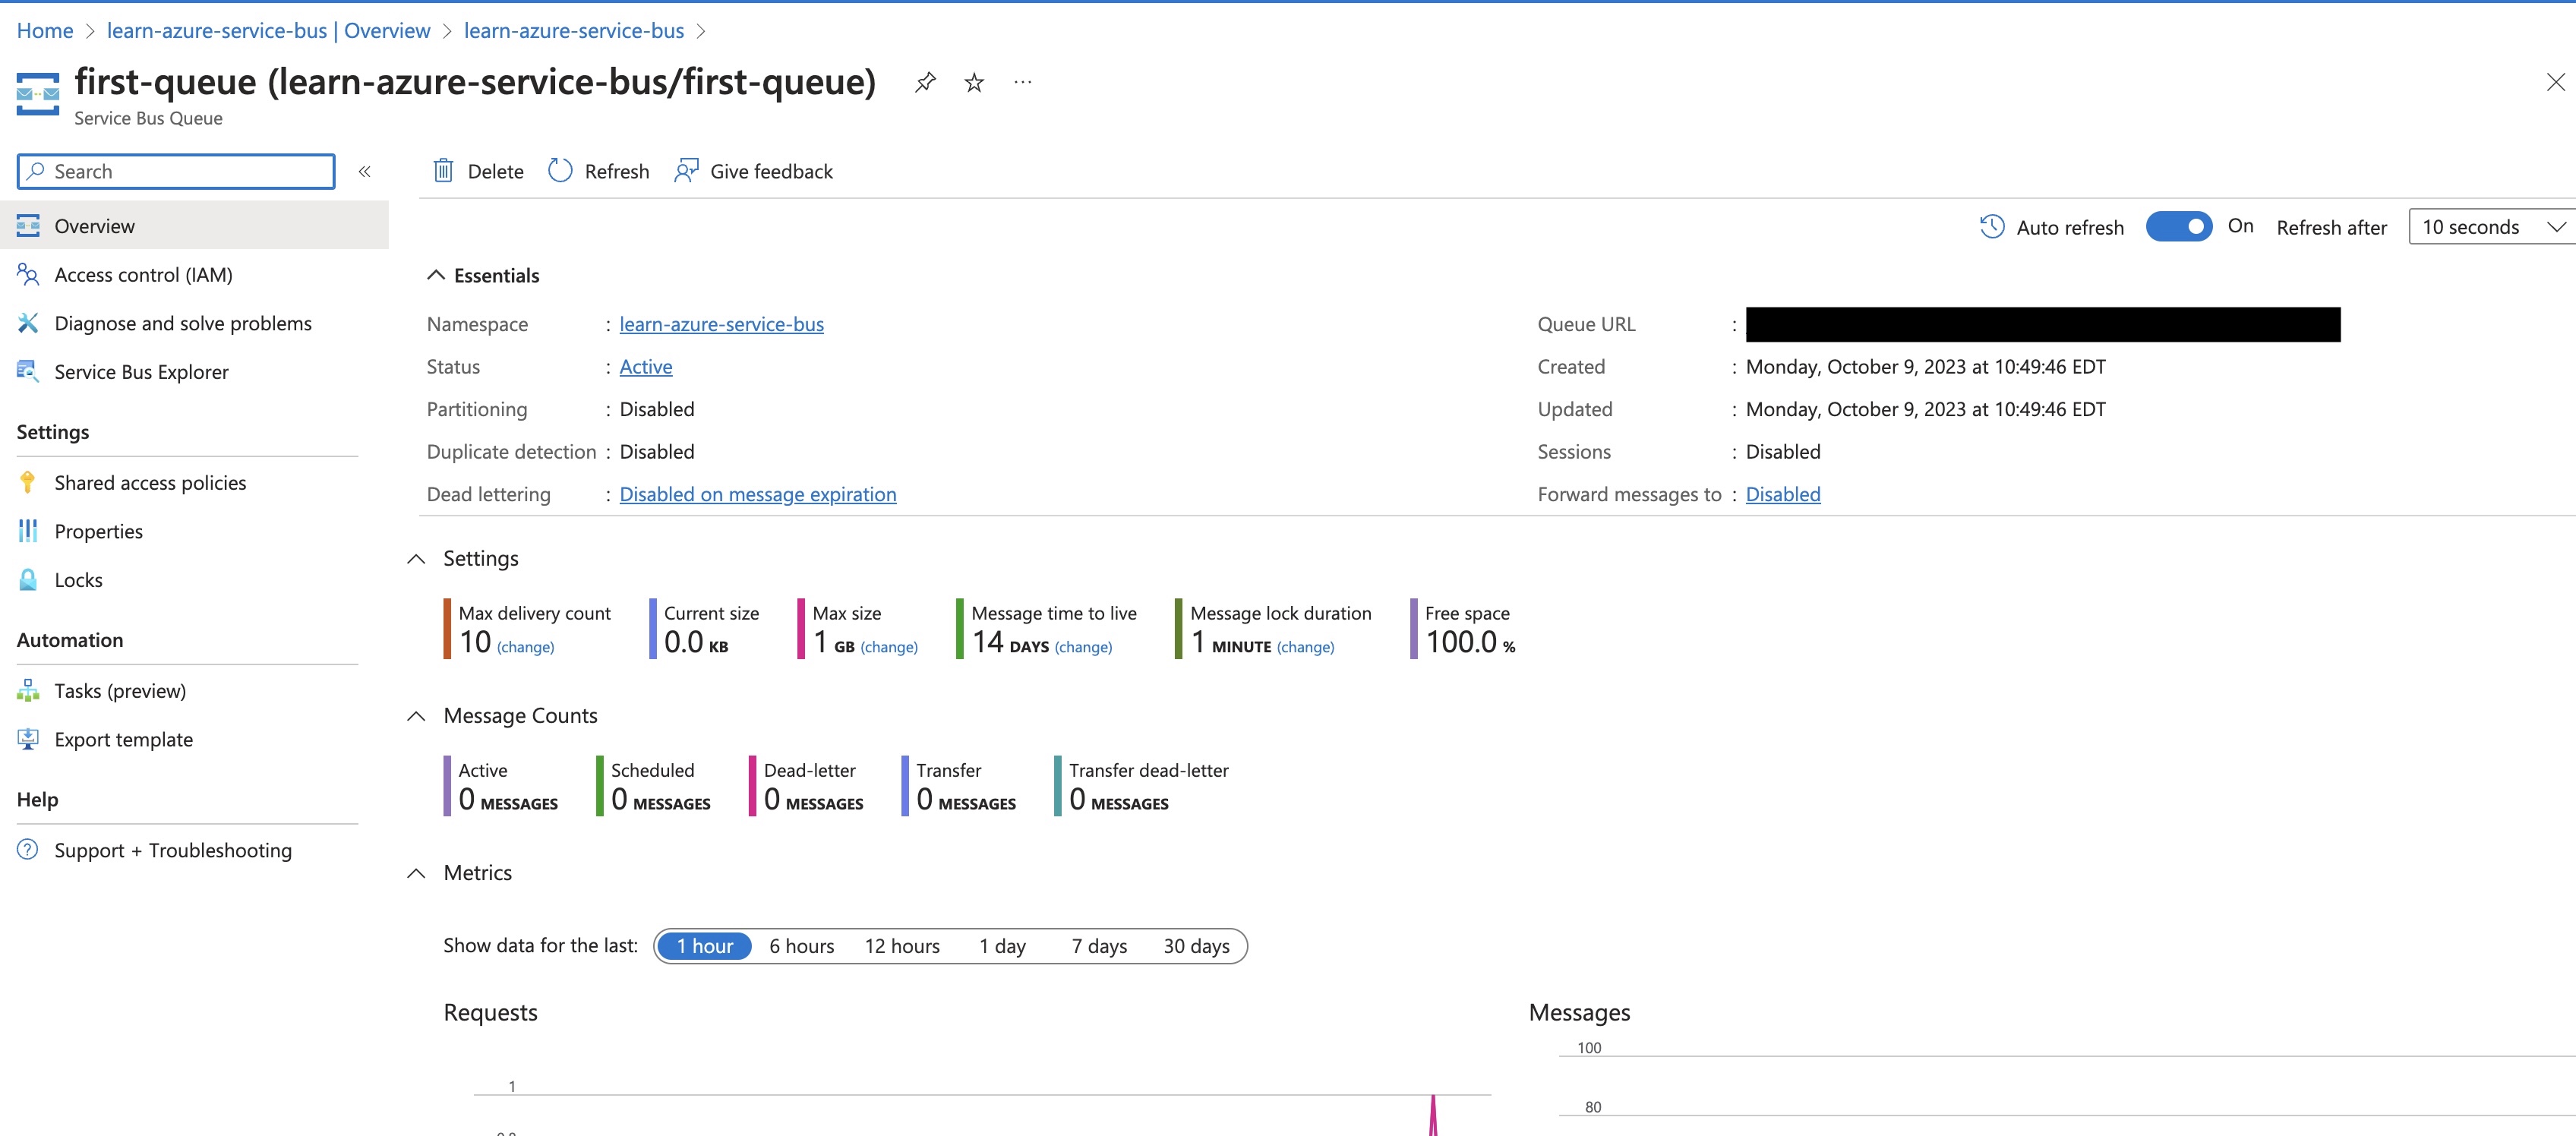 Home > learn-azure-service-bus | Overview > learn-azure-service-bus >
first-queue (learn-azure-service-bus/first-queue) ...
Service Bus Queue
Search «
Overview
Access control (IAM)
Diagnose and solve problems
Service Bus Explorer
Settings
Shared access policies
Properties
Locks
Automation
Tasks (preview)
Export template
Help
Support + Troubleshooting
Delete Refresh Give feedback
Auto refresh On Refresh after 10 seconds
Essentials
Namespace : learn-azure-service-bus
Status : Active
Partitioning : Disabled
Duplicate detection : Disabled
Dead lettering : Disabled on message expiration
Queue URL :
Created : Monday, October 9, 2023 at 10:49:46 EDT
Updated : Monday, October 9, 2023 at 10:49:46 EDT
Sessions : Disabled
Forward messages to : Disabled
Settings
Max delivery count
10 (change)
Current size
0.0 KB
Max size
1 GB (change)
Message time to live
14 DAYS (change)
Message lock duration
1 MINUTE (change)
Free space
100.0 %
Message Counts
Active
0 MESSAGES
Scheduled
0 MESSAGES
Dead-letter
0 MESSAGES
Transfer
0 MESSAGES
Transfer dead-letter
0 MESSAGES
Metrics
Show data for the last: 1 hour 6 hours 12 hours 1 day 7 days 30 days
Requests
1
Messages
100
80